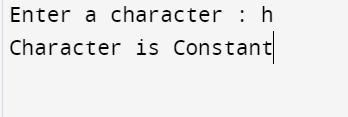 Enter a character : h
Character is Constant